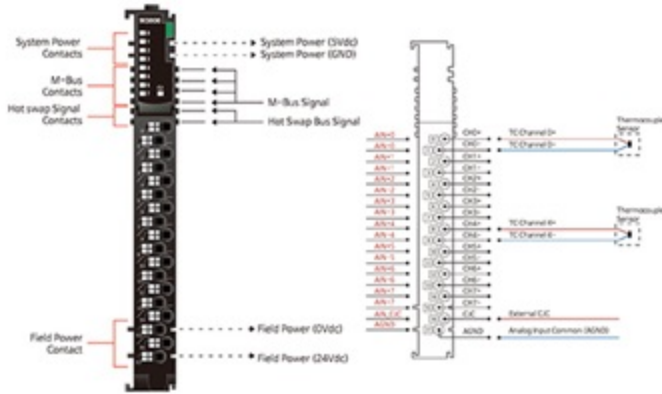 System Power
Contacts
M-Bus
Contacts
Hot swap Signal
Contacts
Field Power
Contact
System Power (5Vdc)
System Power (GND)
M-Bus Signal
Hot Swap Bus Signal
Field Power (0Vdc)
Field Power (24Vdc)
AIN+0
AIN-0
AIN+1
AIN-1
AIN+2
AIN-2
AIN+3
AIN-3
AIN+4
AIN-4
AIN+5
AIN-5
AIN+6
AIN-6
AIN+7
AIN-7
AIN_CJC
AGND
CH0+
CH0-
CH1+
CH1-
CH2+
CH2-
CH3+
CH3-
CH4+
CH4-
CH5+
CH5-
CH6+
CH6-
CH7+
CH7-
CJC
AGND
TC Channel 0+
TC Channel 0-
Thermocouple
Sensor
TC Channel 4+
TC Channel 4-
Thermocouple
Sensor
External CJC
Analog Input Common (AGND)